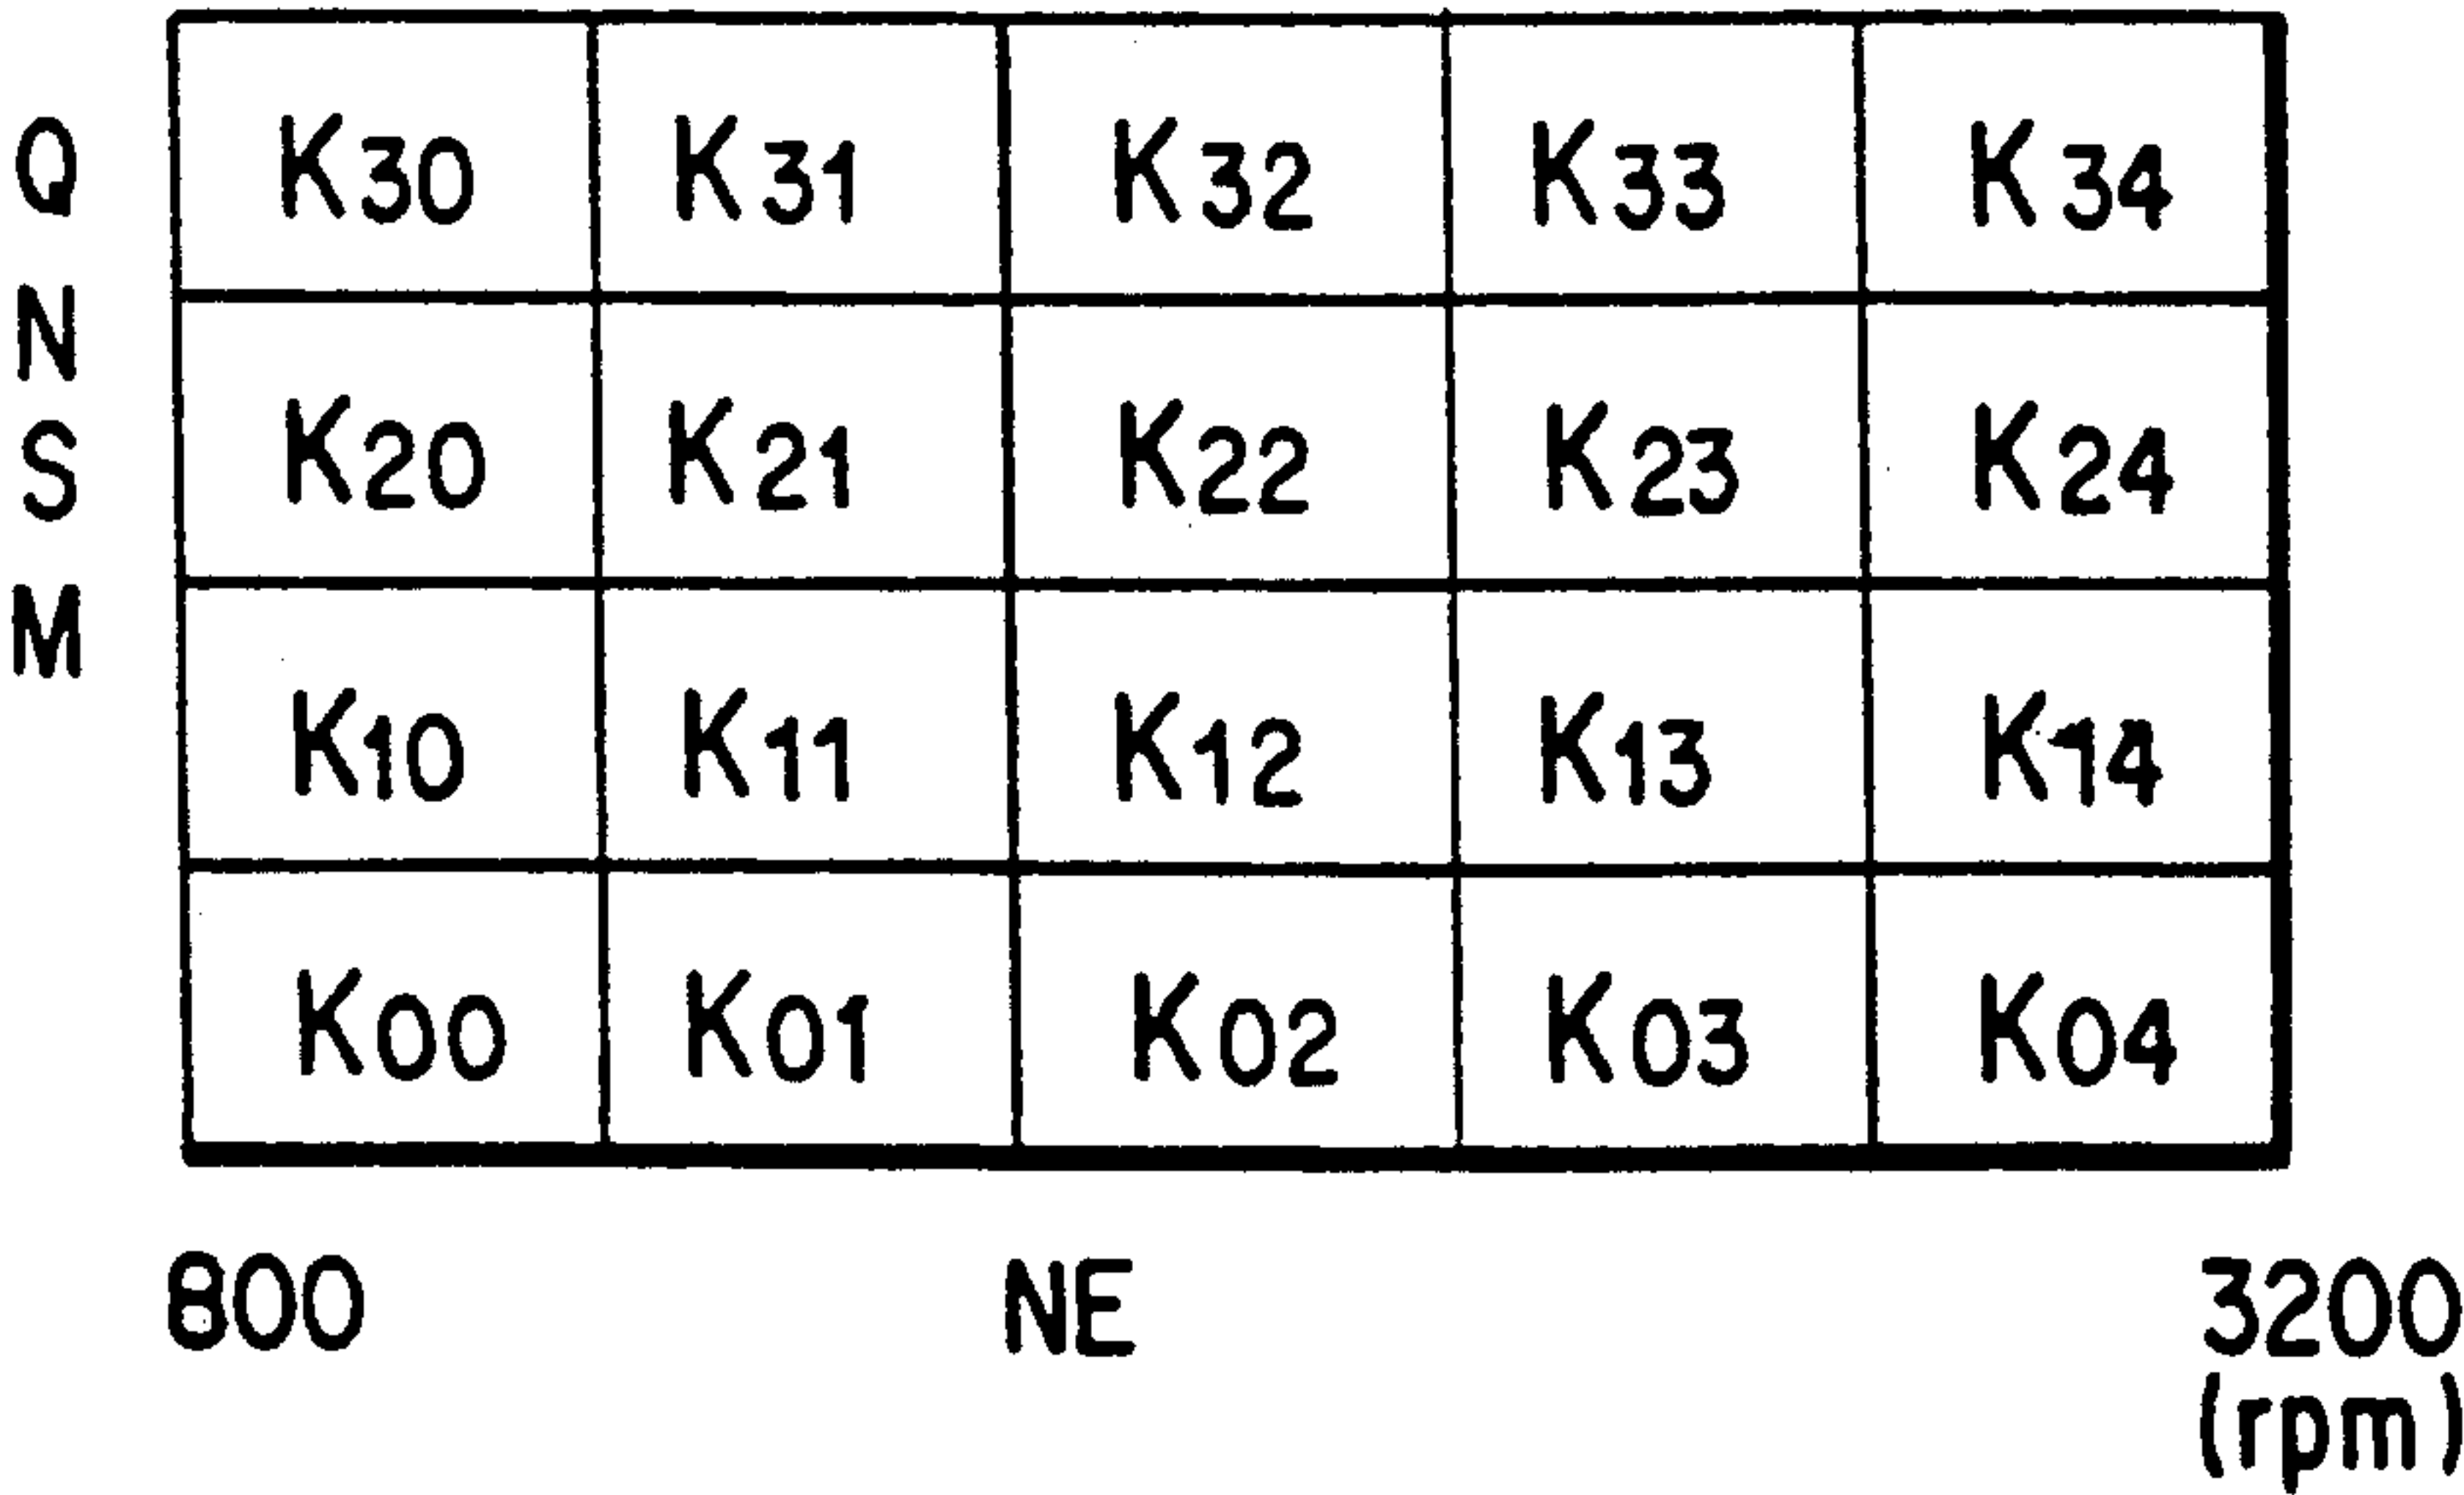 Q
N
S
M
K30 K31 K32 K33 K34
K20 K21 K22 K23 K24
K10 K11 K12 K13 K14
K00 K01 K02 K03 K04
800 NE 3200
(rpm)